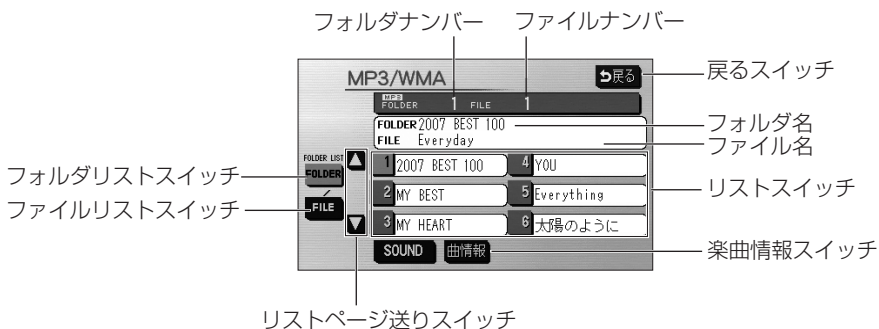 フォルダナンバー ファイルナンバー
MP3/WMA
戻る
戻るスイッチ
MP3
FOLDER 1 FILE 1
FOLDER 2007 BEST 100
フォルダ名
FILE Everyday
ファイル名
FOLDER LIST
FOLDER
/
FILE
フォルダリストスイッチ
ファイルリストスイッチ
1 2007 BEST 100
4 YOU
2 MY BEST
5 Everything
3 MY HEART
6 太陽のように
リストスイッチ
SOUND 曲情報
楽曲情報スイッチ
リストページ送りスイッチ